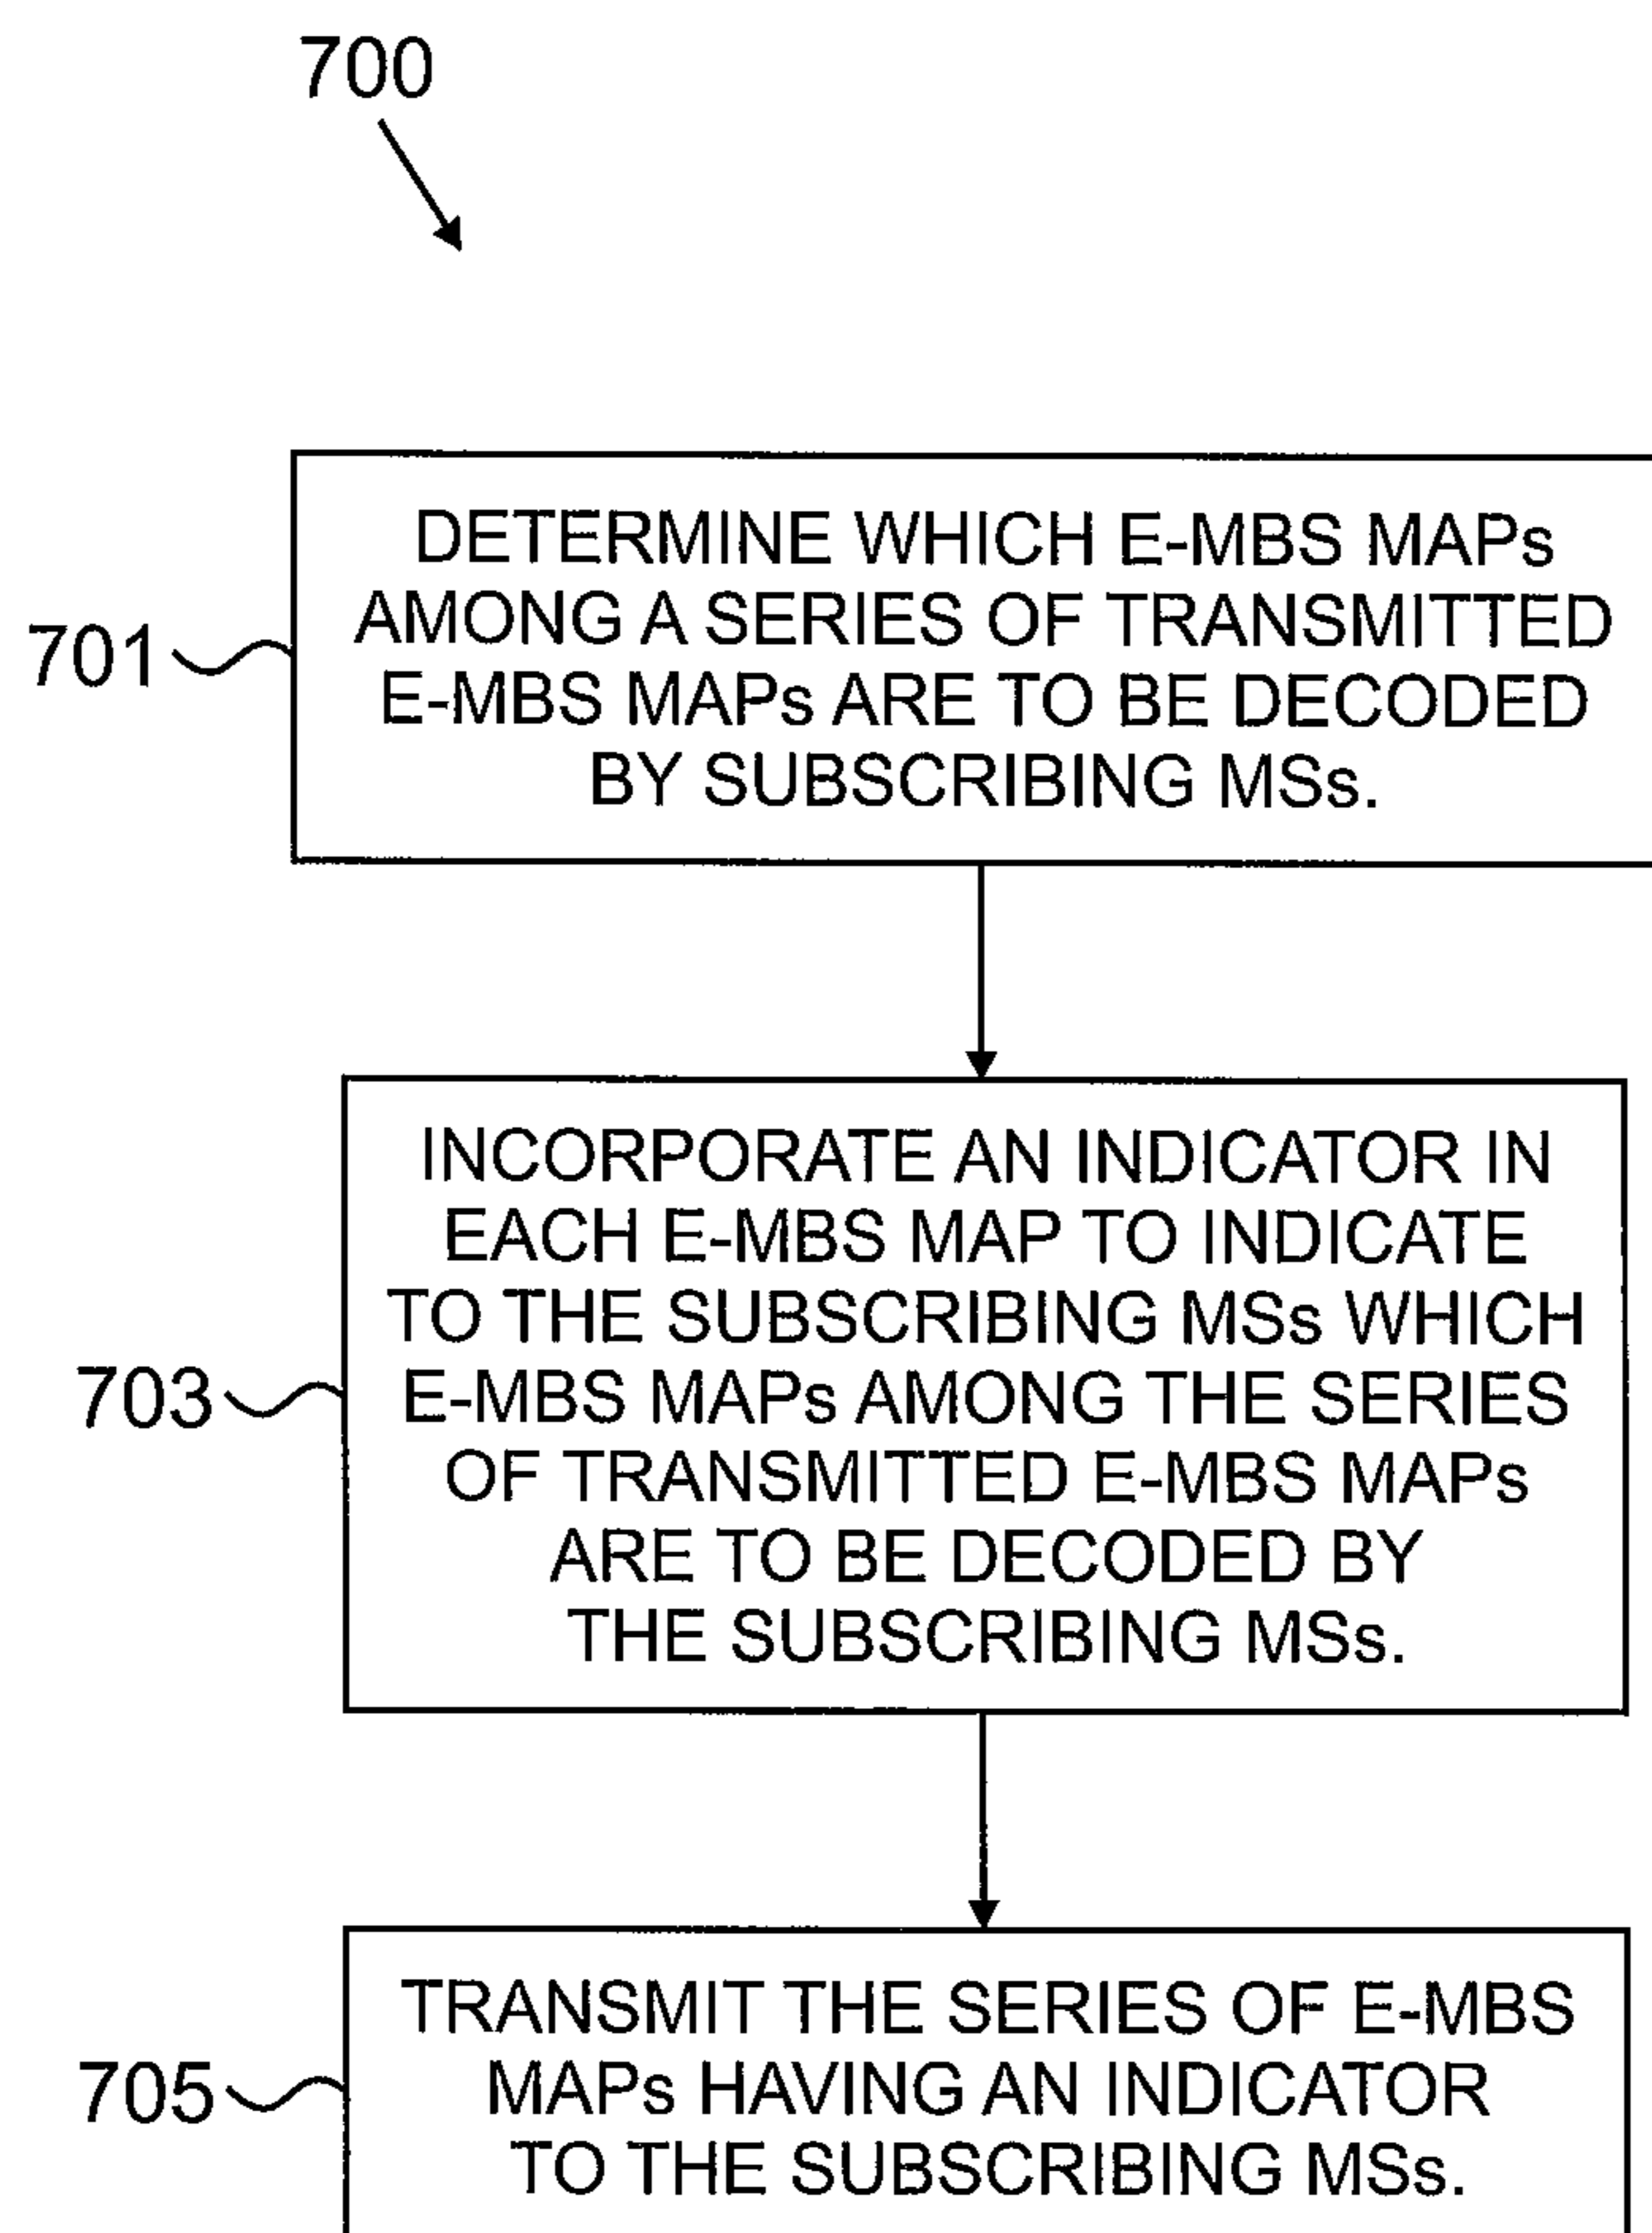 700
701
DETERMINE WHICH E-MBS MAPs
AMONG A SERIES OF TRANSMITTED
E-MBS MAPs ARE TO BE DECODED
BY SUBSCRIBING MSs.
703
INCORPORATE AN INDICATOR IN
EACH E-MBS MAP TO INDICATE
TO THE SUBSCRIBING MSs WHICH
E-MBS MAPs AMONG THE SERIES
OF TRANSMITTED E-MBS MAPs
ARE TO BE DECODED BY
THE SUBSCRIBING MSs.
705
TRANSMIT THE SERIES OF E-MBS
MAPs HAVING AN INDICATOR
TO THE SUBSCRIBING MSs.